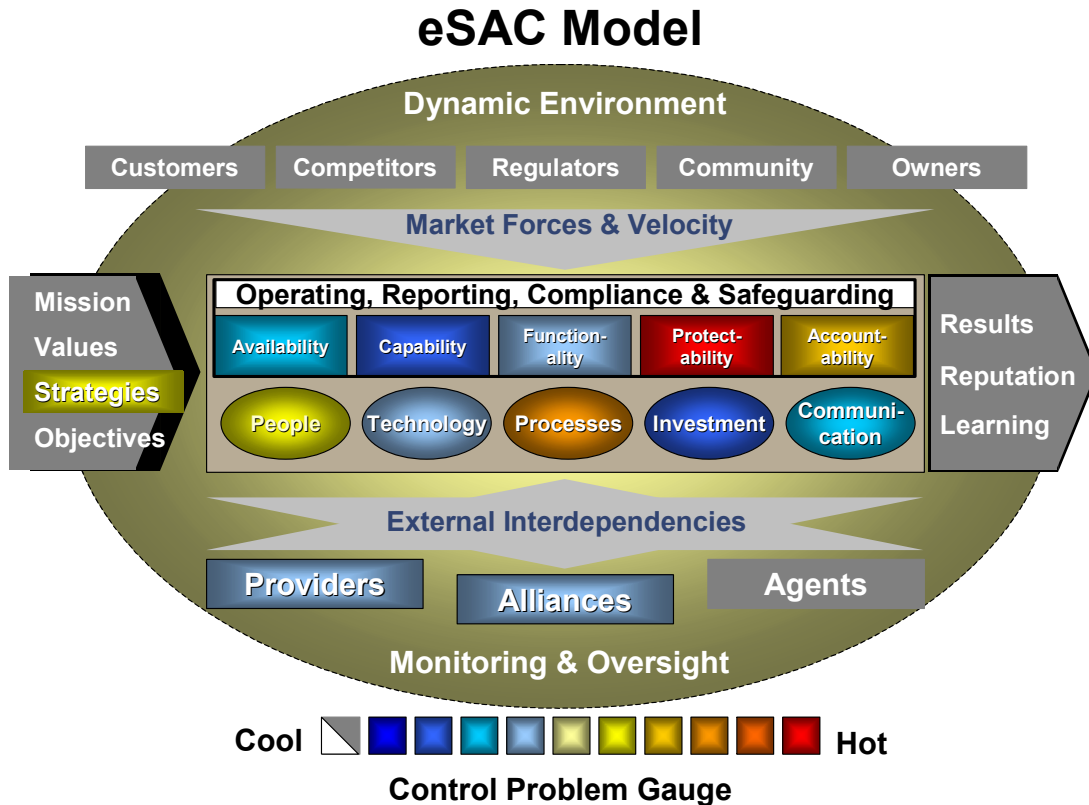 eSAC Model
Dynamic Environment
Customers
Competitors
Regulators
Community
Owners
Market Forces & Velocity
Mission
Values
Strategies
Objectives
Operating, Reporting, Compliance & Safeguarding
Availability
Capability
Function-
ality
Protect-
ability
Account-
ability
People
Technology
Processes
Investment
Communi-
cation
Results
Reputation
Learning
External Interdependencies
Providers
Alliances
Agents
Monitoring & Oversight
Cool
Hot
Control Problem Gauge